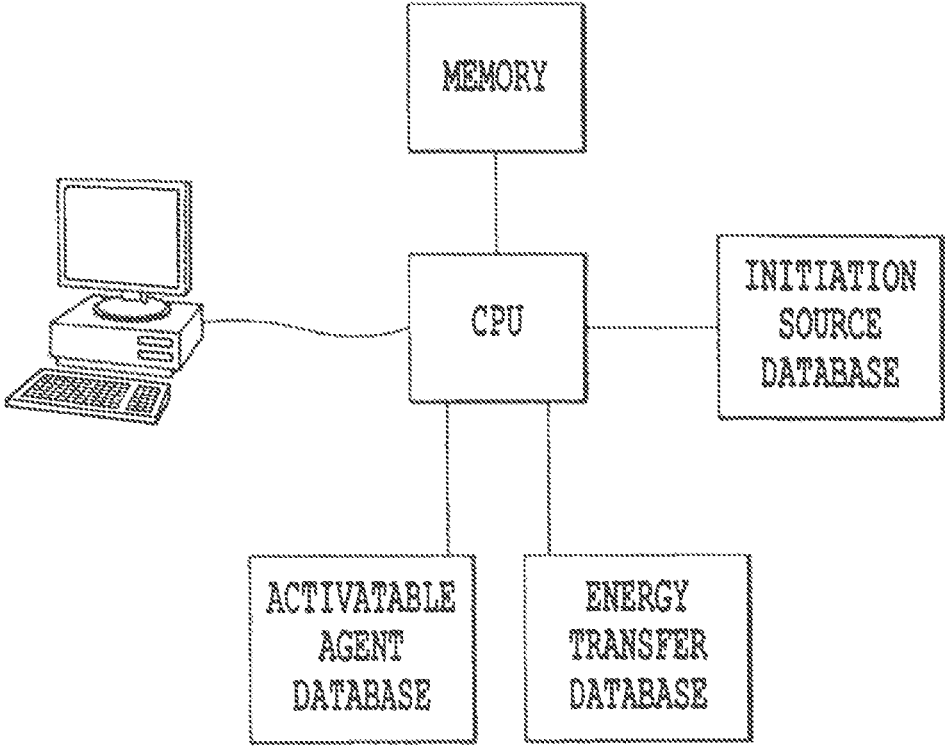 MEMORY
CPU
INITIATION
SOURCE
DATABASE
ACTIVATABLE
AGENT
DATABASE
ENERGY
TRANSFER
DATABASE